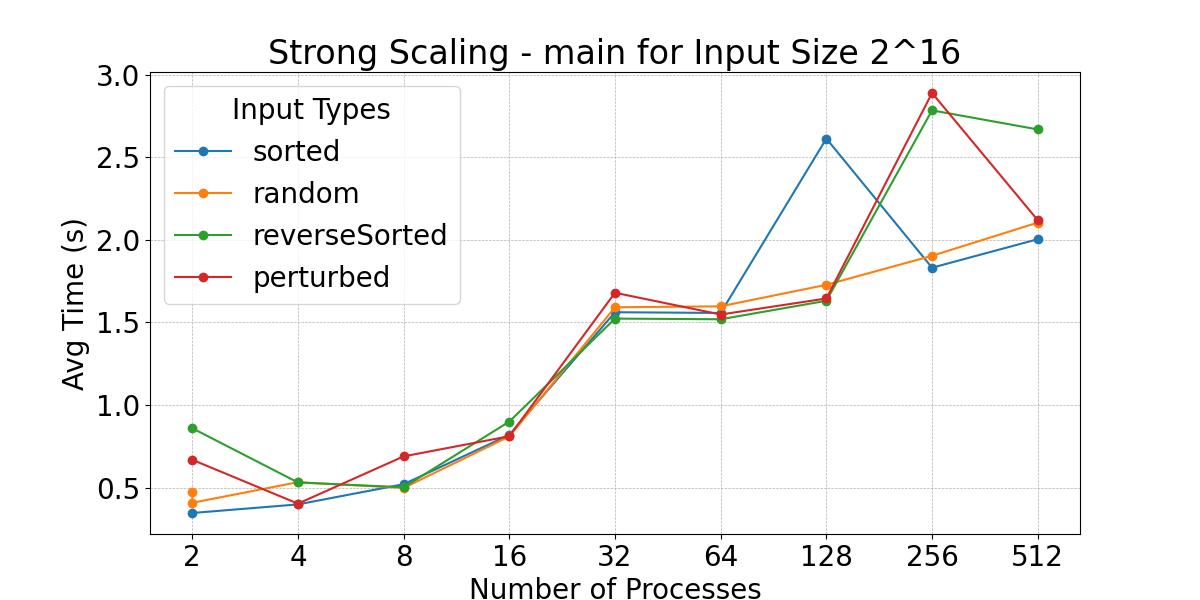 Strong Scaling - main for Input Size 2^16
3.0
2.5
2.0
1.5
1.0
0.5
Avg Time (s)
Input Types
sorted
random
reverseSorted
perturbed
2 4 8 16 32 64 128 256 512
Number of Processes